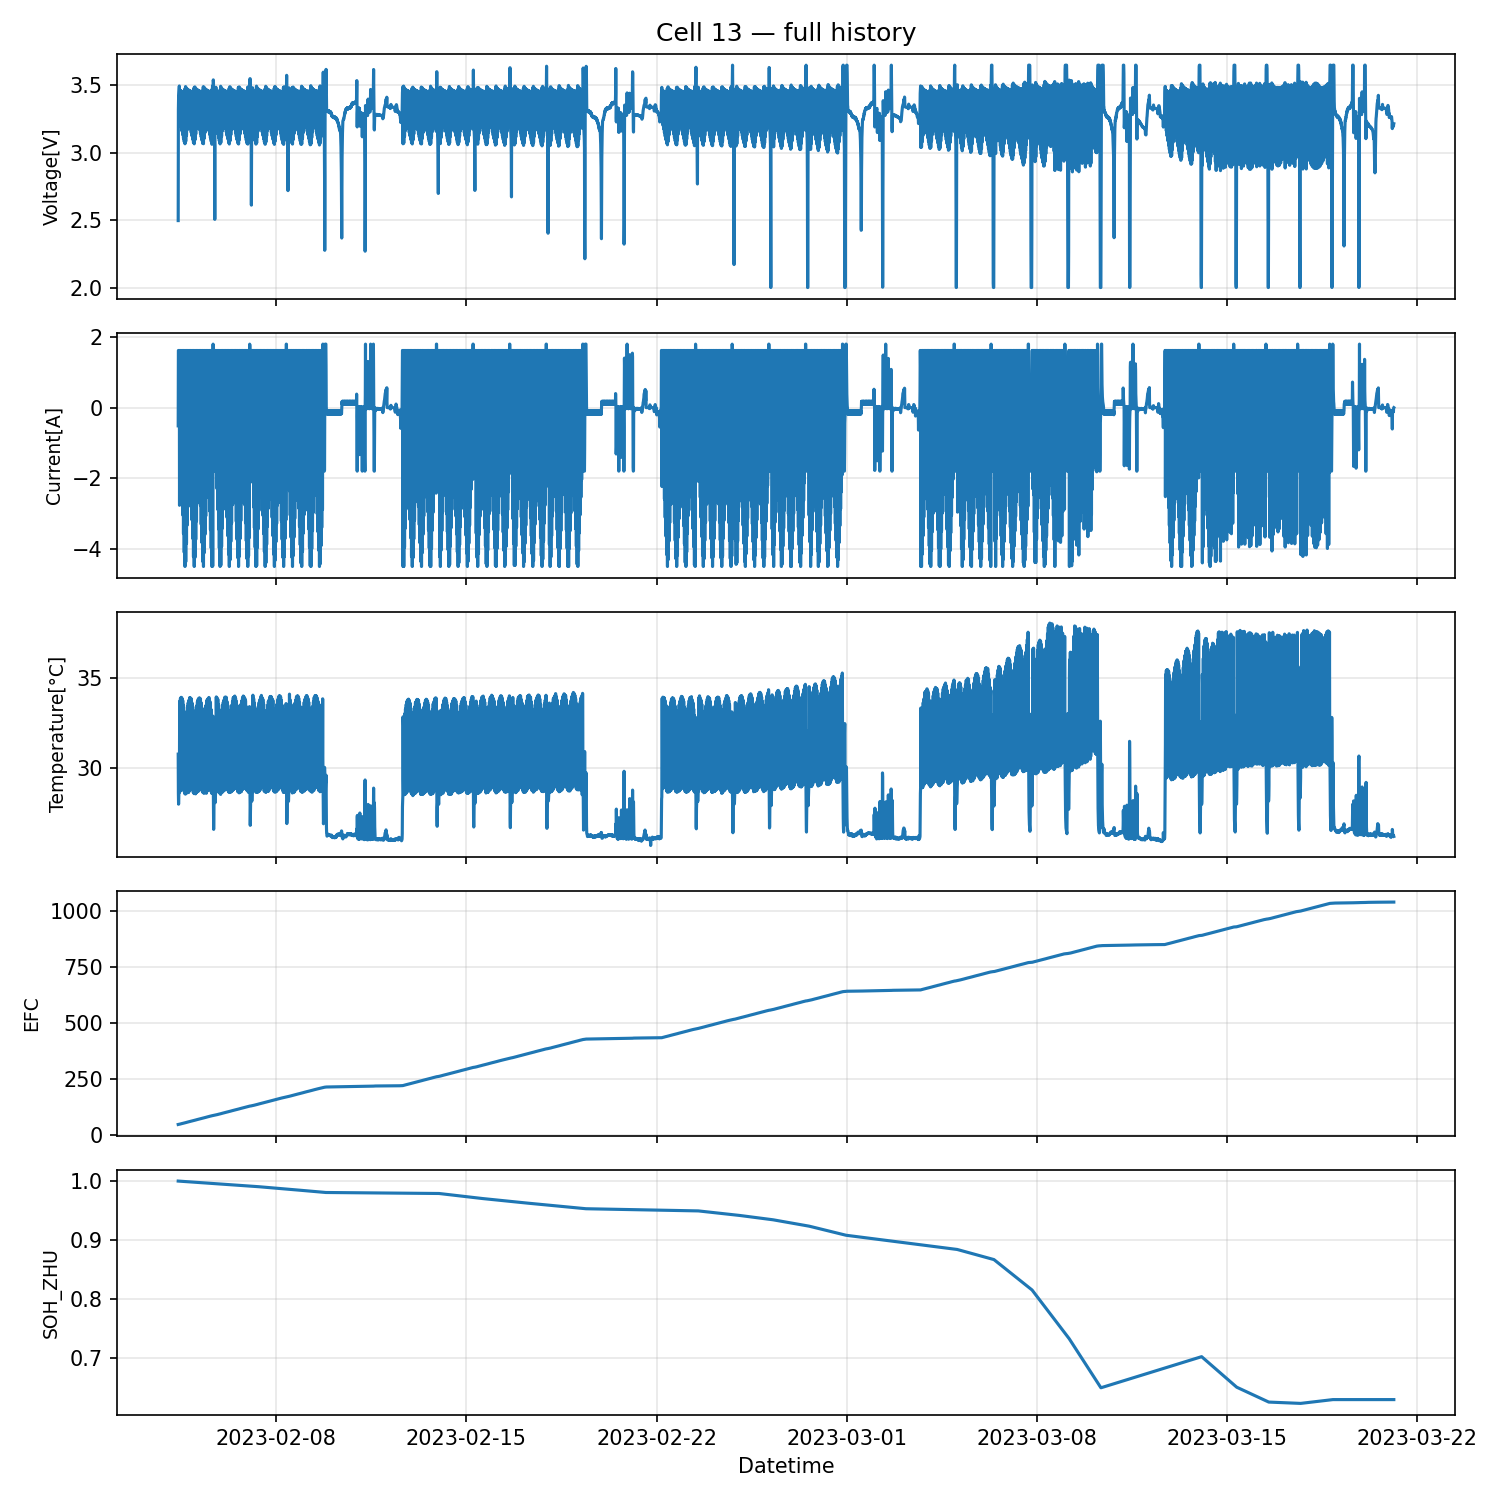 Cell 13 — full history
Voltage[V]
3.5
3.0
2.5
2.0
Current[A]
2
0
−2
−4
Temperature[°C]
35
30
EFC
1000
750
500
250
0
SOH_ZHU
1.0
0.9
0.8
0.7
2023-02-08 2023-02-15 2023-02-22 2023-03-01 2023-03-08 2023-03-15 2023-03-22
Datetime